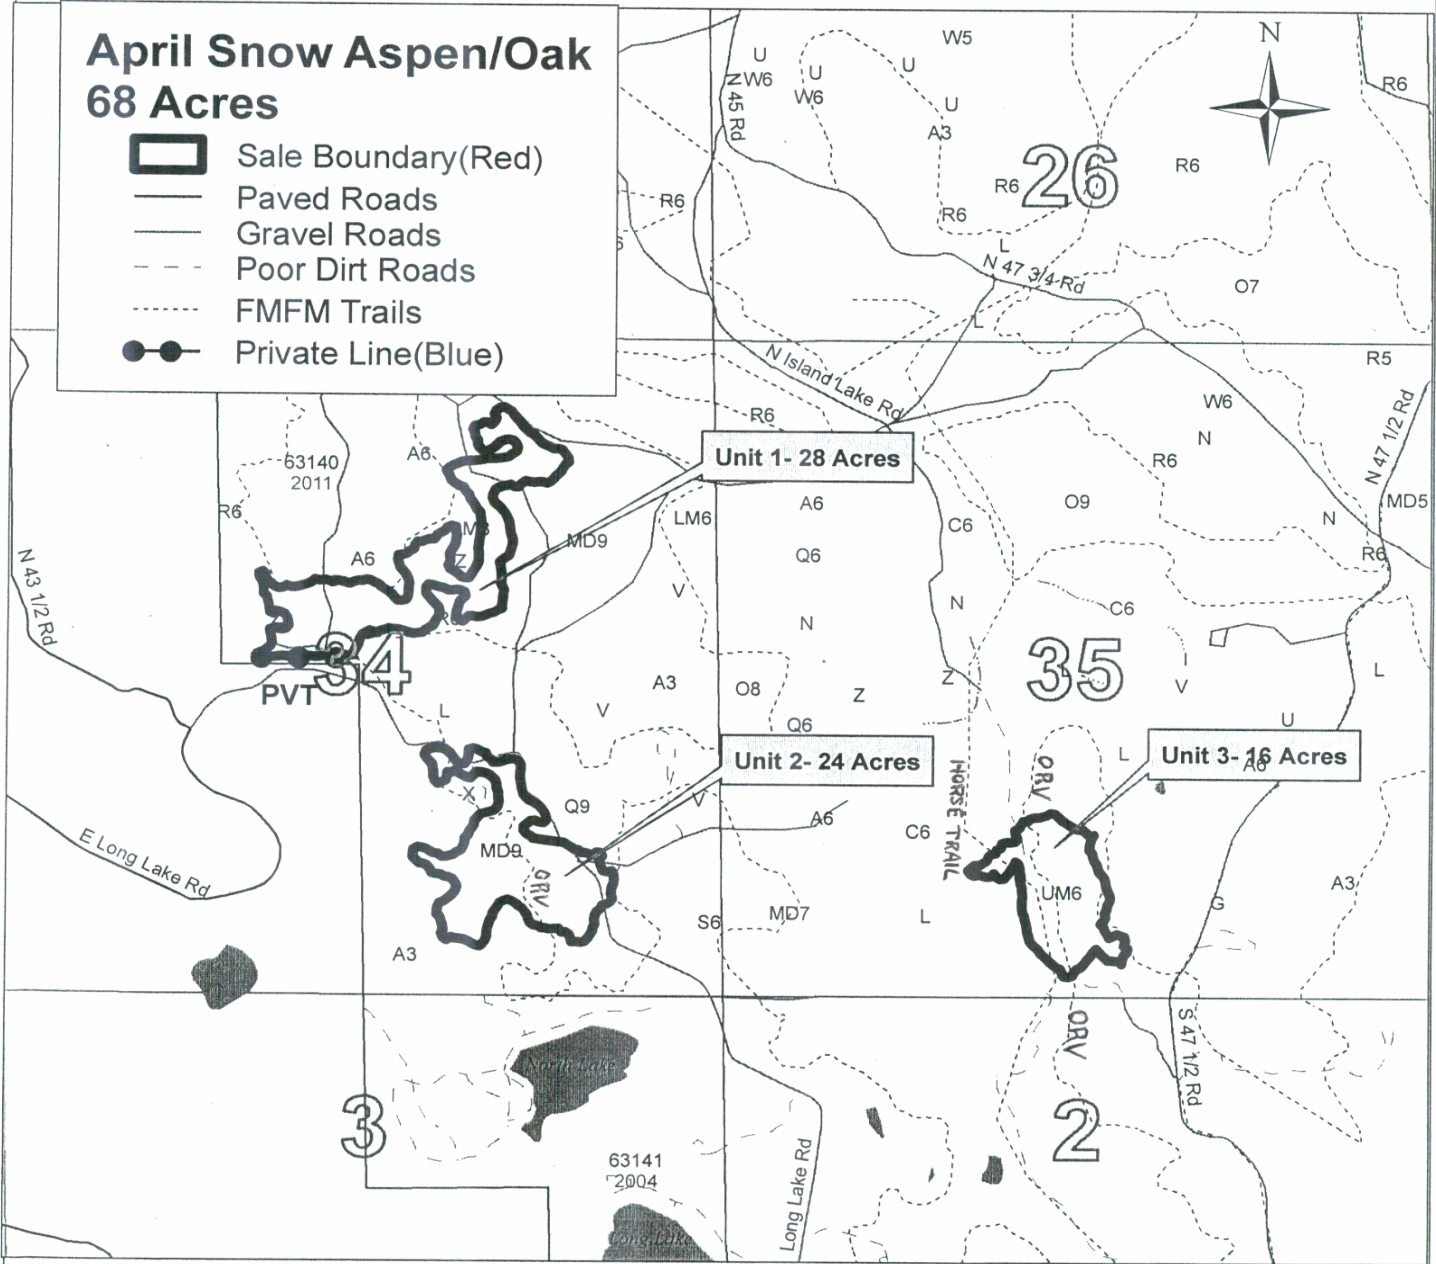 April Snow Aspen/Oak
68 Acres
Sale Boundary(Red)
Paved Roads
Gravel Roads
Poor Dirt Roads
FMFM Trails
Private Line(Blue)
N
W5
U
U
U
W6
W6
U
A3
R6
N 45 Rd
26
R6
R6
R6
R6
L
N 47 3/4 Rd
O7
L
N Island Lake Rd
R5
R6
W6
N
N 47 1/2 Rd
A6
63140
2011
Unit 1- 28 Acres
R6
R6
LM6
A6
C6
O9
N
MD5
MD9
A6
Z
Q6
R6
N 43 1/2 Rd
V
N
N
C6
34
35
PVT
A3
O8
Z
Z
L
V
L
L
V
Q6
U
Unit 2- 24 Acres
L
Unit 3- 16 Acres
A6
HORSE TRAIL
ORV
X
Q9
V
A6
C6
E Long Lake Rd
MD9
ORV
UM6
A3
S6
MD7
L
G
A3
ORV
S 47 1/2 Rd
North Lake
3
2
63141
2004
Long Lake Rd
Long Lake